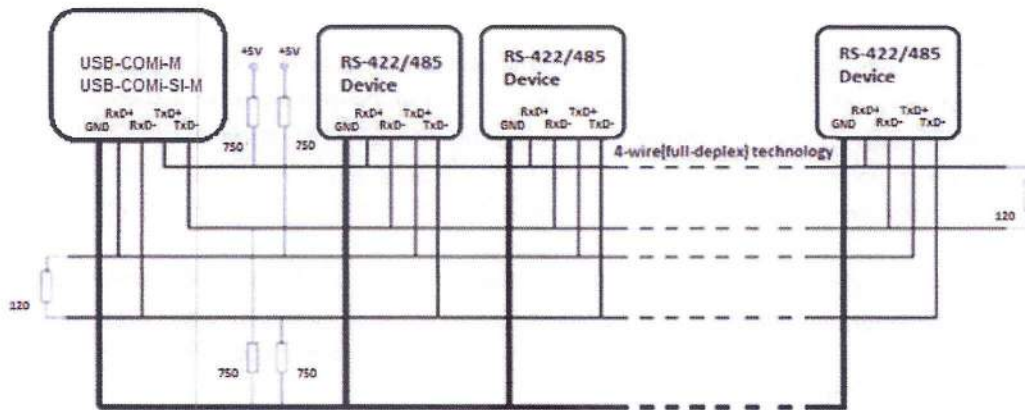 USB-COMi-M
USB-COMi-SI-M
RxD+ TxD+
GND RxD- TxD-
+5V +5V
750 750
RS-422/485
Device
RxD+ TxD+
GND RxD- TxD-
RS-422/485
Device
RxD+ TxD+
GND RxD- TxD-
RS-422/485
Device
RxD+ TxD+
GND RxD- TxD-
4-wire(full-deplex) technology
120
120
750 750